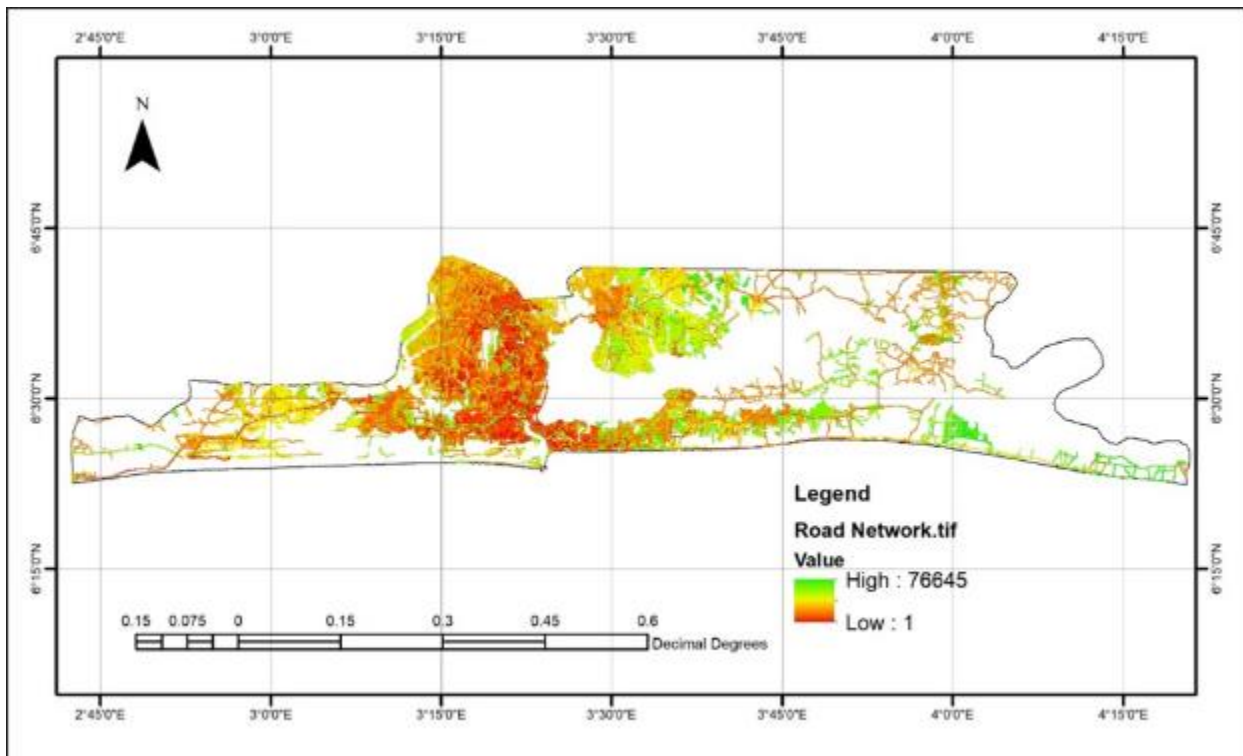 2°45'0"E 3°0'0"E 3°15'0"E 3°30'0"E 3°45'0"E 4°0'0"E 4°15'0"E
N
6°45'0"N 6°45'0"N
6°30'0"N 6°30'0"N
Legend
Road Network.tif
Value
High : 76645
Low : 1
6°15'0"N 6°15'0"N
0.15 0.075 0 0.15 0.3 0.45 0.6
Decimal Degrees
2°45'0"E 3°0'0"E 3°15'0"E 3°30'0"E 3°45'0"E 4°0'0"E 4°15'0"E